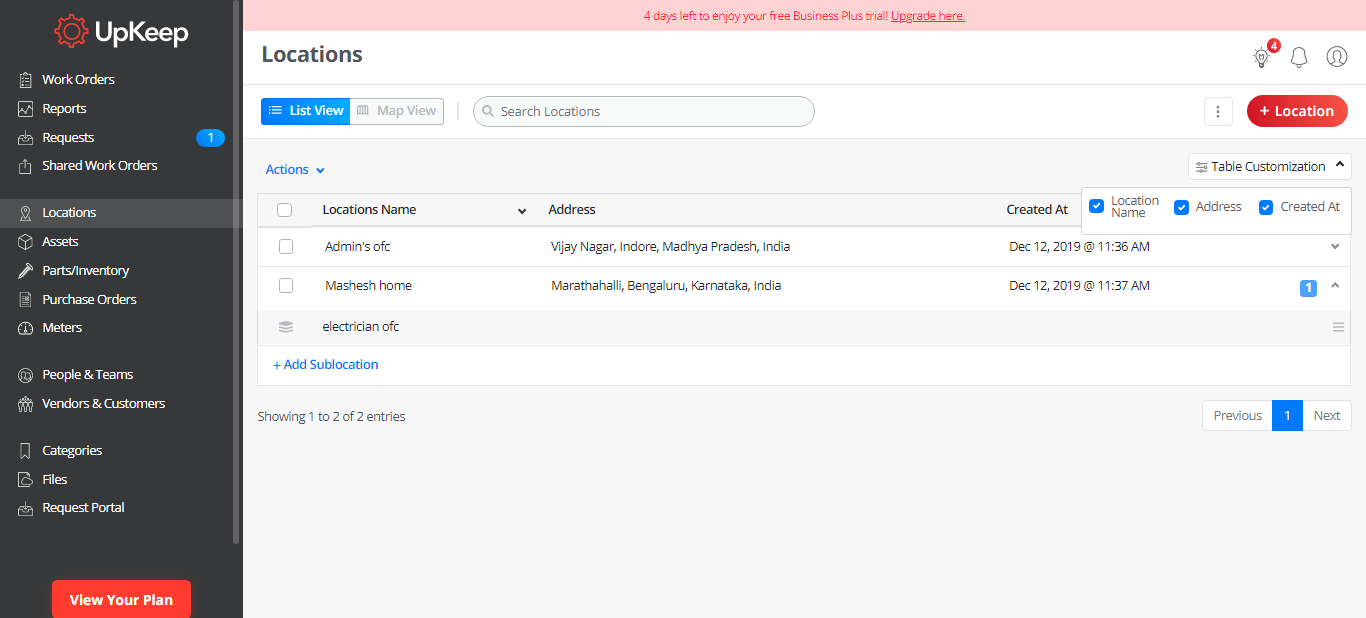 UpKeep
Work Orders
Reports
Requests 1
Shared Work Orders
Locations
Assets
Parts/Inventory
Purchase Orders
Meters
People & Teams
Vendors & Customers
Categories
Files
Request Portal
View Your Plan
4 days left to enjoy your free Business Plus trial! Upgrade here.
Locations
4
List View Map View Search Locations + Location
Actions Table Customization
Locations Name Address Created At
Location Name Address Created At
Admin's ofc Vijay Nagar, Indore, Madhya Pradesh, India Dec 12, 2019 @ 11:36 AM
Mashesh home Marathahalli, Bengaluru, Karnataka, India Dec 12, 2019 @ 11:37 AM 1
electrician ofc
+ Add Sublocation
Showing 1 to 2 of 2 entries Previous 1 Next